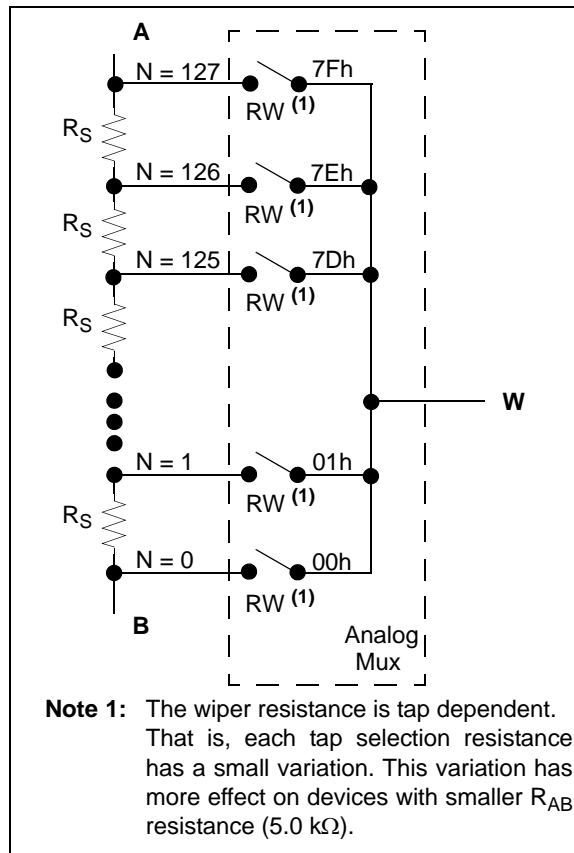 A
N = 127
7Fh
RW (1)
RS
N = 126
7Eh
RW (1)
RS
N = 125
7Dh
RW (1)
RS
W
N = 1
01h
RW (1)
RS
N = 0
00h
RW (1)
B
Analog
Mux
Note 1: The wiper resistance is tap dependent.
That is, each tap selection resistance
has a small variation. This variation has
more effect on devices with smaller RAB
resistance (5.0 kΩ).